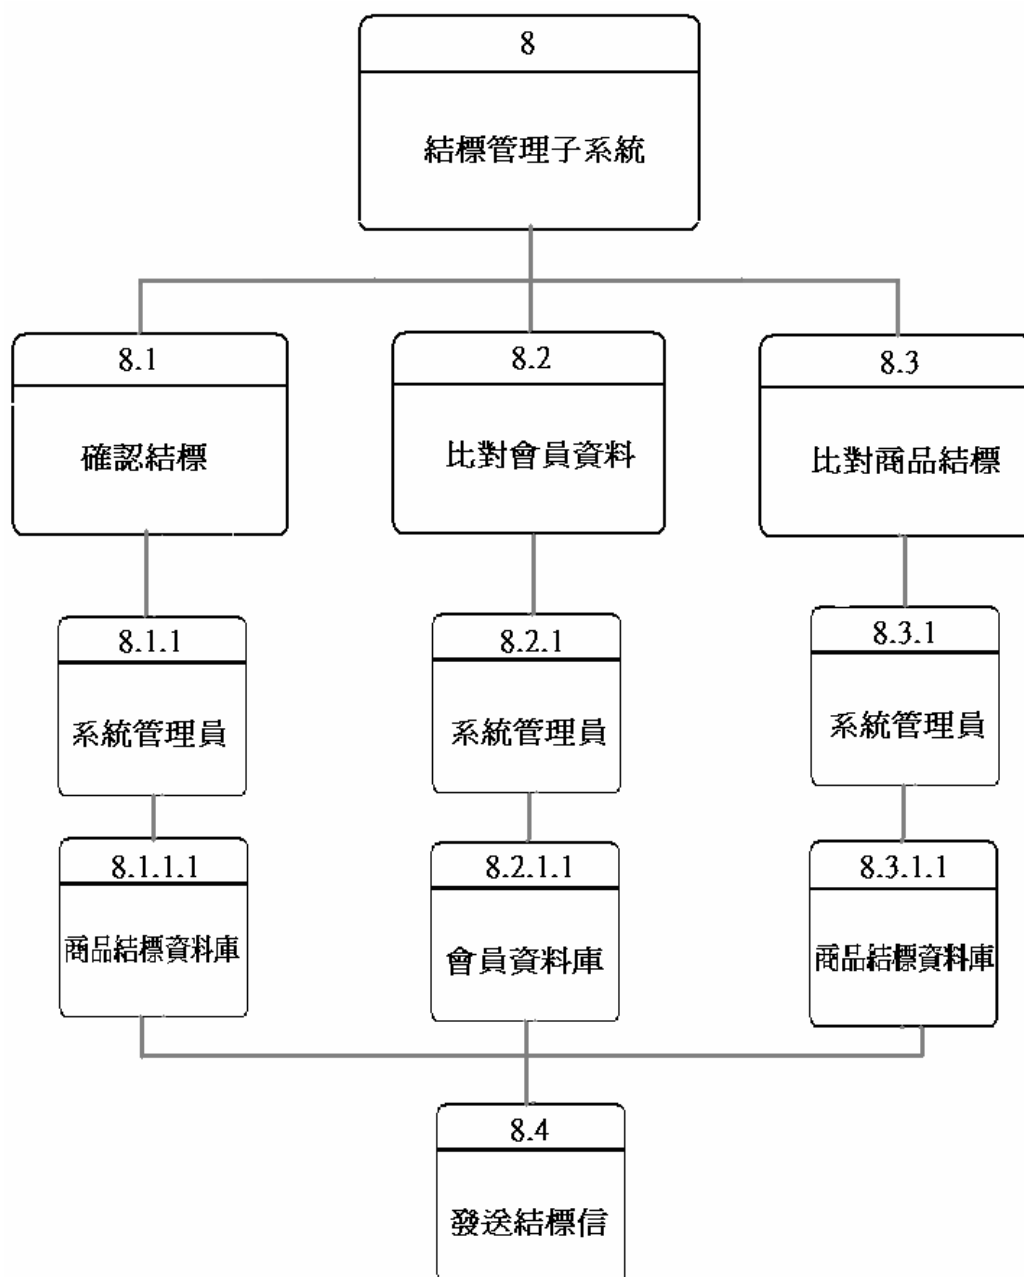 8
結標管理子系統
8.1
確認結標
8.2
比對會員資料
8.3
比對商品結標
8.1.1
系統管理員
8.2.1
系統管理員
8.3.1
系統管理員
8.1.1.1
商品結標資料庫
8.2.1.1
會員資料庫
8.3.1.1
商品結標資料庫
8.4
發送結標信